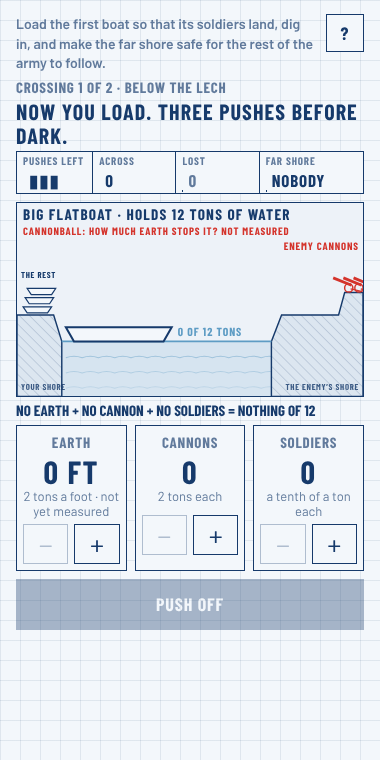 Load the first boat so that its soldiers land, dig
in, and make the far shore safe for the rest of the
army to follow.
?
CROSSING 1 OF 2 · BELOW THE LECH
NOW YOU LOAD. THREE PUSHES BEFORE
DARK.
PUSHES LEFT
ACROSS
0
LOST
0
FAR SHORE
NOBODY
BIG FLATBOAT · HOLDS 12 TONS OF WATER
CANNONBALL: HOW MUCH EARTH STOPS IT? NOT MEASURED
ENEMY CANNONS
THE REST
0 OF 12 TONS
YOUR SHORE
THE ENEMY'S SHORE
NO EARTH + NO CANNON + NO SOLDIERS = NOTHING OF 12
EARTH
0 FT
2 tons a foot · not
yet measured
− +
CANNONS
0
2 tons each
− +
SOLDIERS
0
a tenth of a ton
each
− +
PUSH OFF